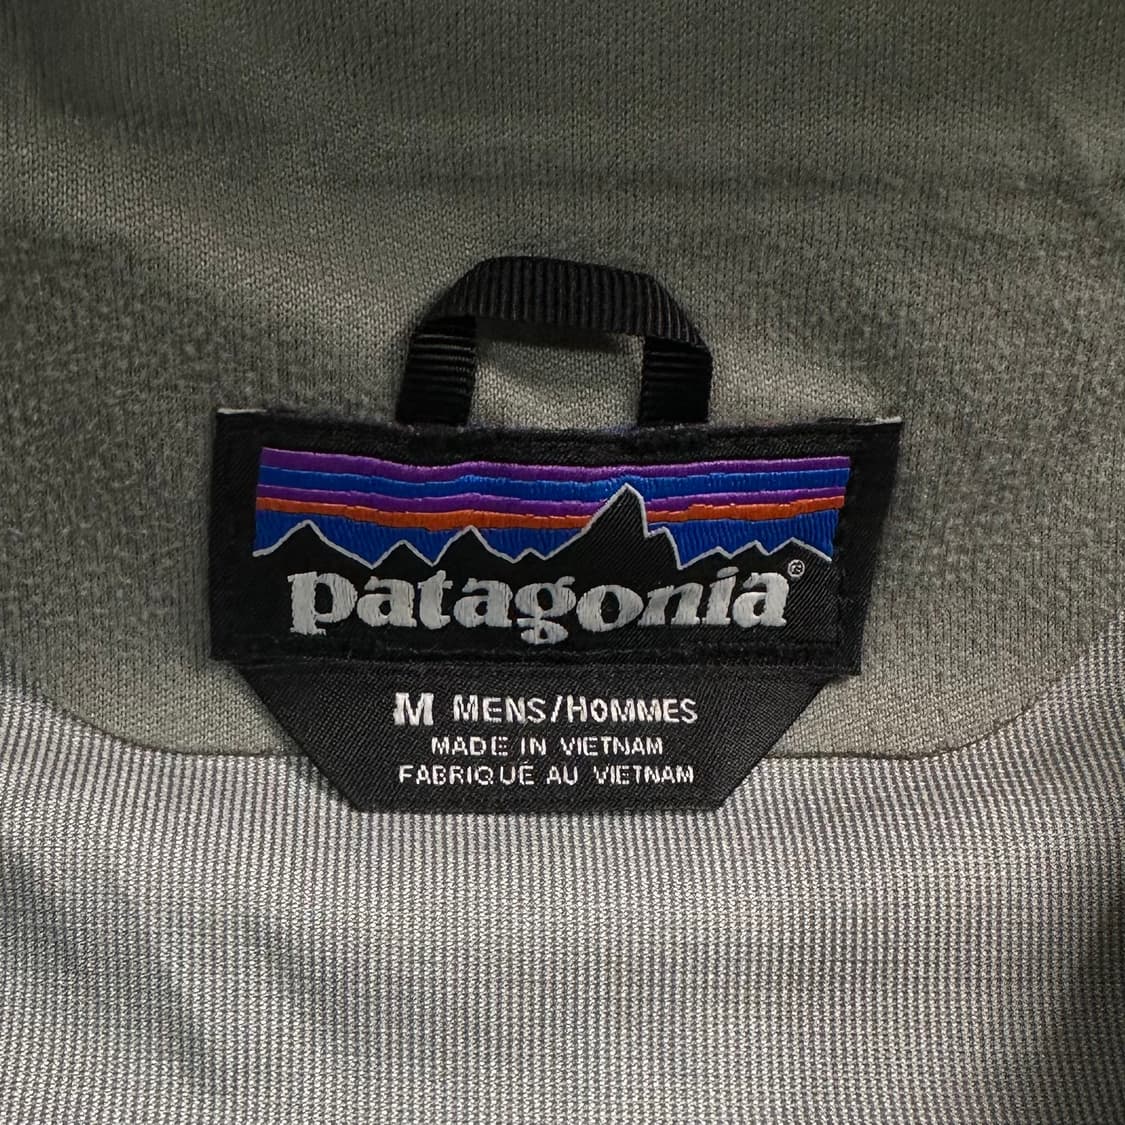 patagonia®
M MENS/HOMMES
MADE IN VIETNAM
FABRIQUÉ AU VIETNAM